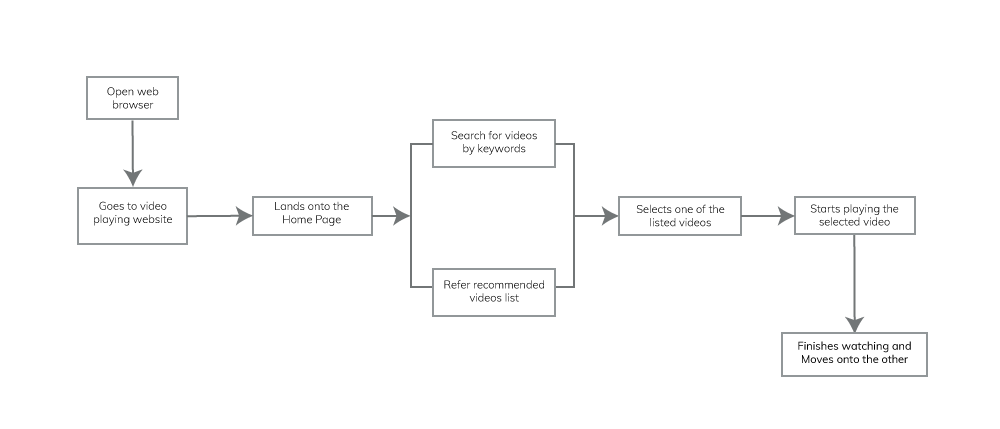 Open web
browser
Goes to video
playing website
Lands onto the
Home Page
Search for videos
by keywords
Refer recommended
videos list
Selects one of the
listed videos
Starts playing the
selected video
Finishes watching and
Moves onto the other